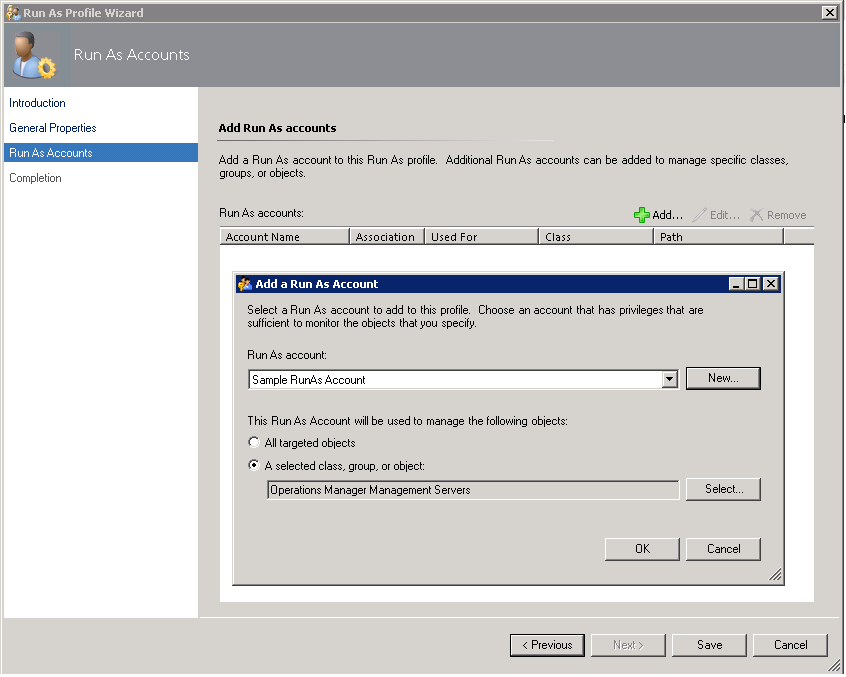 Run As Profile Wizard
Run As Accounts
Introduction
General Properties
Run As Accounts
Completion
Add Run As accounts
Add a Run As account to this Run As profile.  Additional Run As accounts can be added to manage specific classes,
groups, or objects.
Run As accounts:
Add... Edit... Remove
Account Name Association Used For Class Path
Add a Run As Account
Select a Run As account to add to this profile.  Choose an account that has privileges that are
sufficient to monitor the objects that you specify.
Run As account:
Sample RunAs Account New...
This Run As Account will be used to manage the following objects:
All targeted objects
A selected class, group, or object:
Operations Manager Management Servers Select...
OK Cancel
< Previous Next > Save Cancel